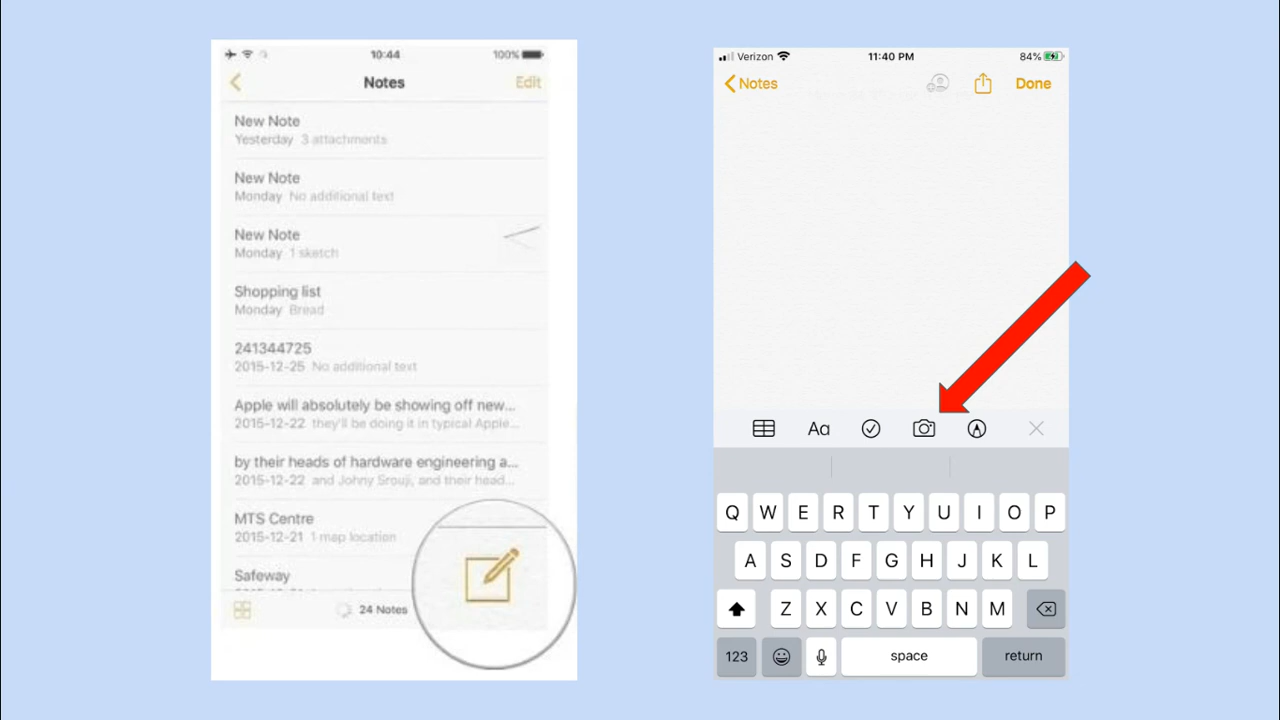 10:44
100%
Notes
Edit
New Note
Yesterday 3 attachments
New Note
Monday No additional text
New Note
Monday 1 sketch
Shopping list
Monday Bread
241344725
2015-12-25 No additional text
Apple will absolutely be showing off new...
2015-12-22 they'll be doing it in typical Apple...
by their heads of hardware engineering a...
2015-12-22 and Johny Srouji, and their head...
MTS Centre
2015-12-21 1 map location
Safeway
24 Notes
Verizon
11:40 PM
84%
Notes
Done
Aa
Q W E R T Y U I O P
A S D F G H J K L
Z X C V B N M
123
space
return